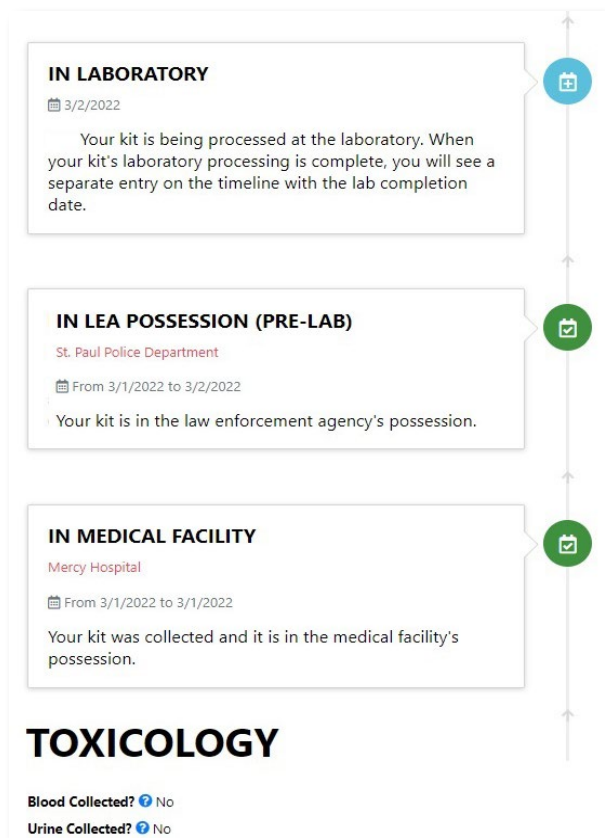 IN LABORATORY
3/2/2022
Your kit is being processed at the laboratory. When
your kit's laboratory processing is complete, you will see a
separate entry on the timeline with the lab completion
date.
IN LEA POSSESSION (PRE-LAB)
St. Paul Police Department
From 3/1/2022 to 3/2/2022
Your kit is in the law enforcement agency's possession.
IN MEDICAL FACILITY
Mercy Hospital
From 3/1/2022 to 3/1/2022
Your kit was collected and it is in the medical facility's
possession.
TOXICOLOGY
Blood Collected? ? No
Urine Collected? ? No